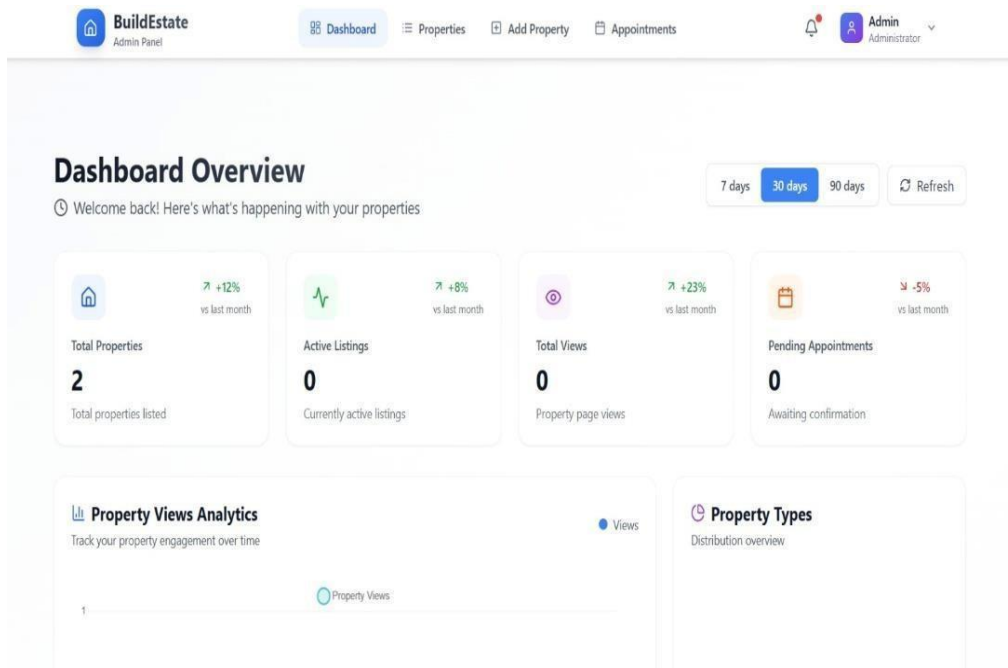 BuildEstate
Admin Panel
Dashboard
Properties
Add Property
Appointments
Admin
Administrator
Dashboard Overview
Welcome back! Here's what's happening with your properties
7 days
30 days
90 days
Refresh
+12%
vs last month
Total Properties
2
Total properties listed
+8%
vs last month
Active Listings
0
Currently active listings
+23%
vs last month
Total Views
0
Property page views
-5%
vs last month
Pending Appointments
0
Awaiting confirmation
Property Views Analytics
Track your property engagement over time
Views
Property Views
1
Property Types
Distribution overview